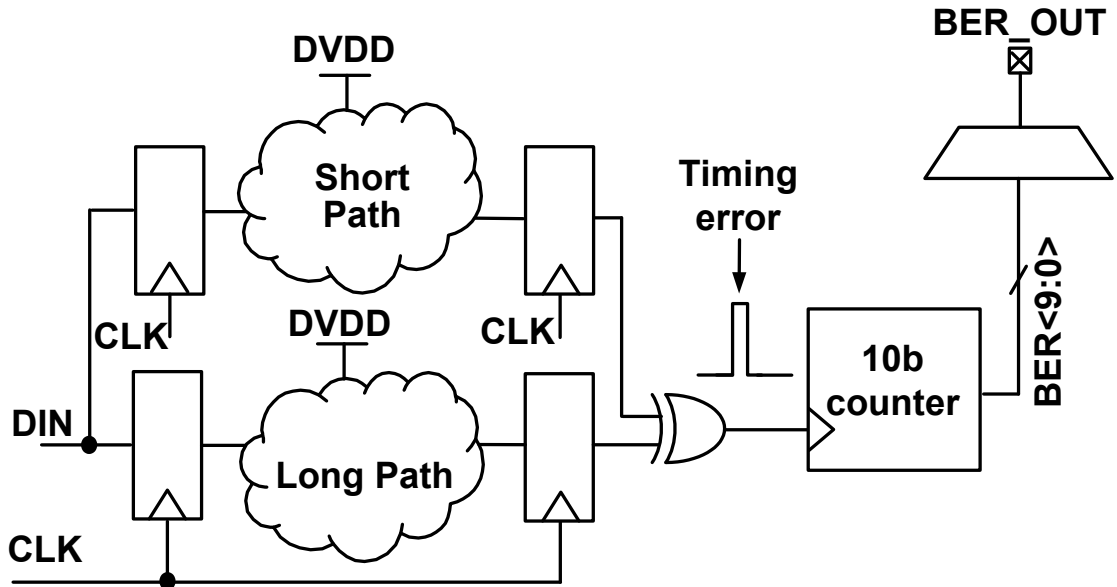 BER_OUT
DVDD
Short
Path
Timing
error
CLK
CLK
DVDD
BER<9:0>
10b
counter
DIN
Long Path
CLK